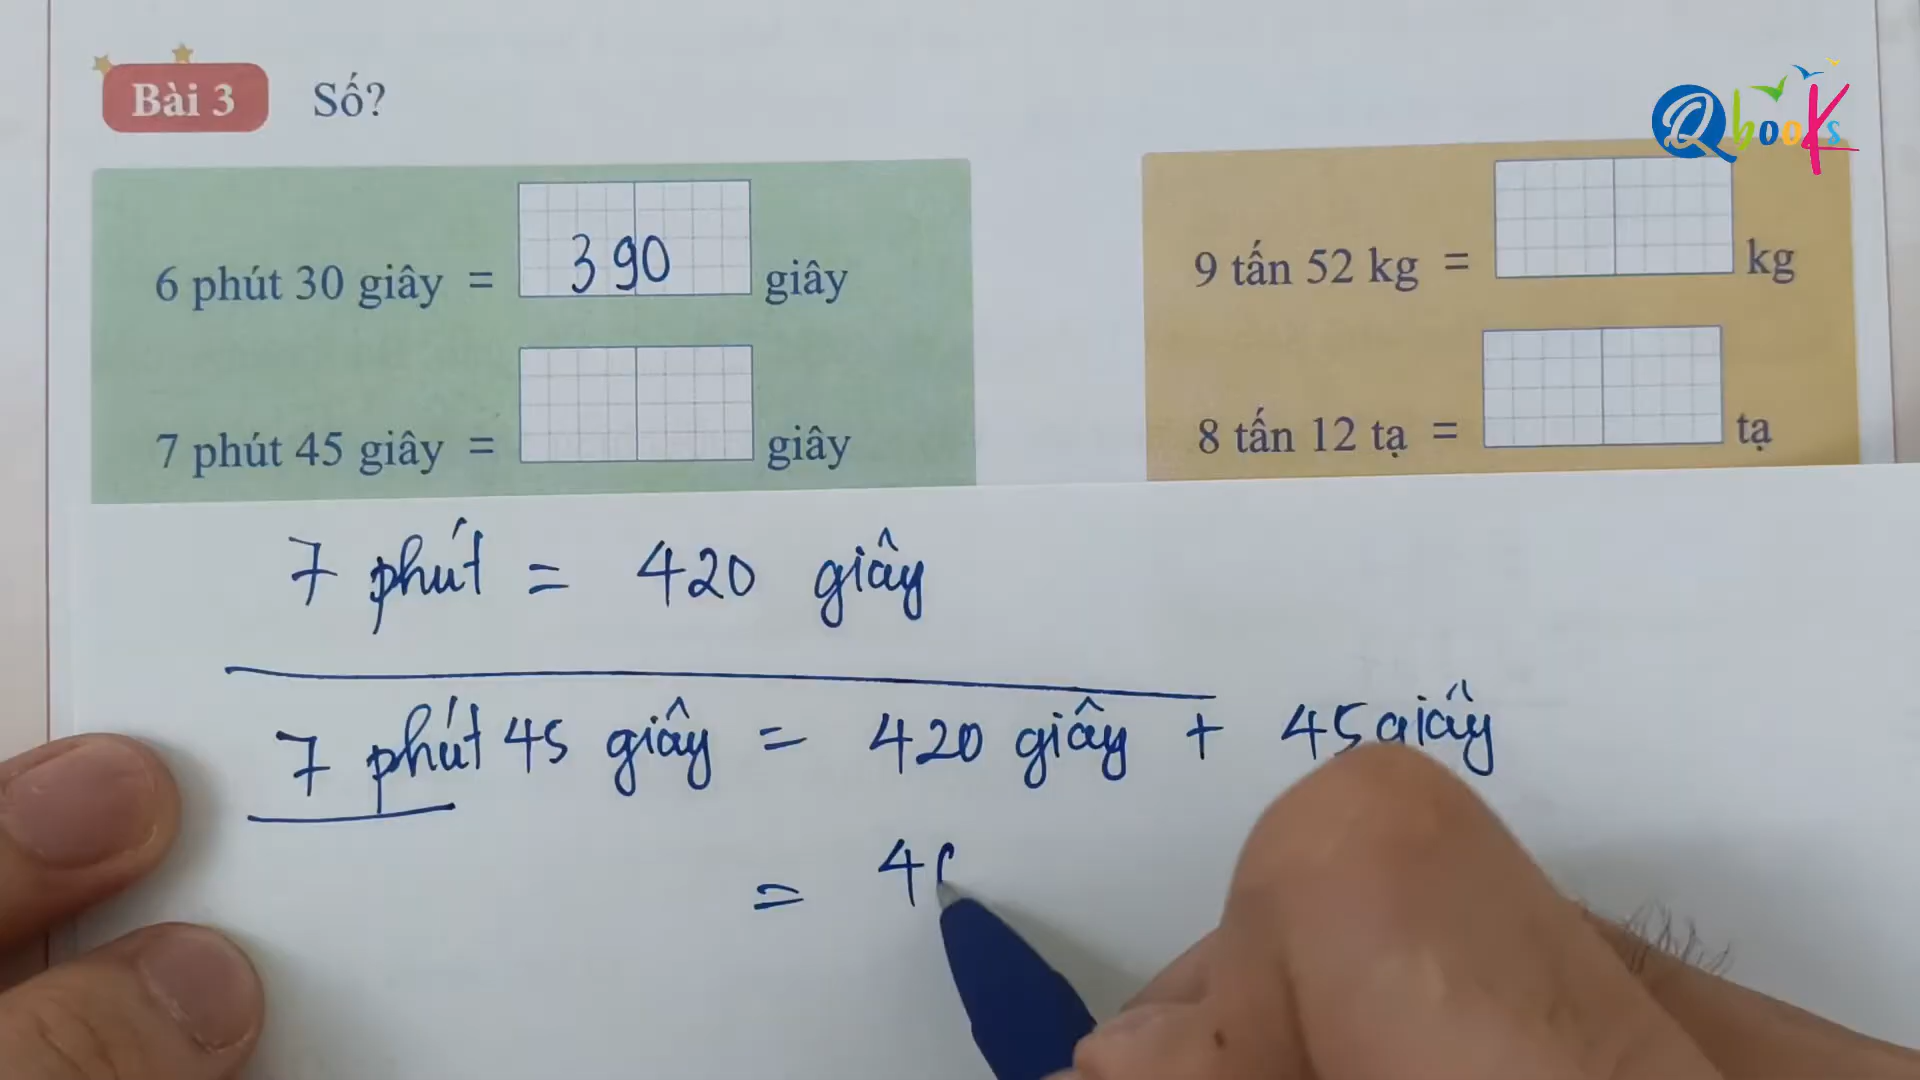 Bài 3 Số?
Qbooks
6 phút 30 giây = 390 giây
7 phút 45 giây = giây
9 tấn 52 kg = kg
8 tấn 12 tạ = tạ
7 phút = 420 giây
7 phút 45 giây = 420 giây + 45 giây
= 4